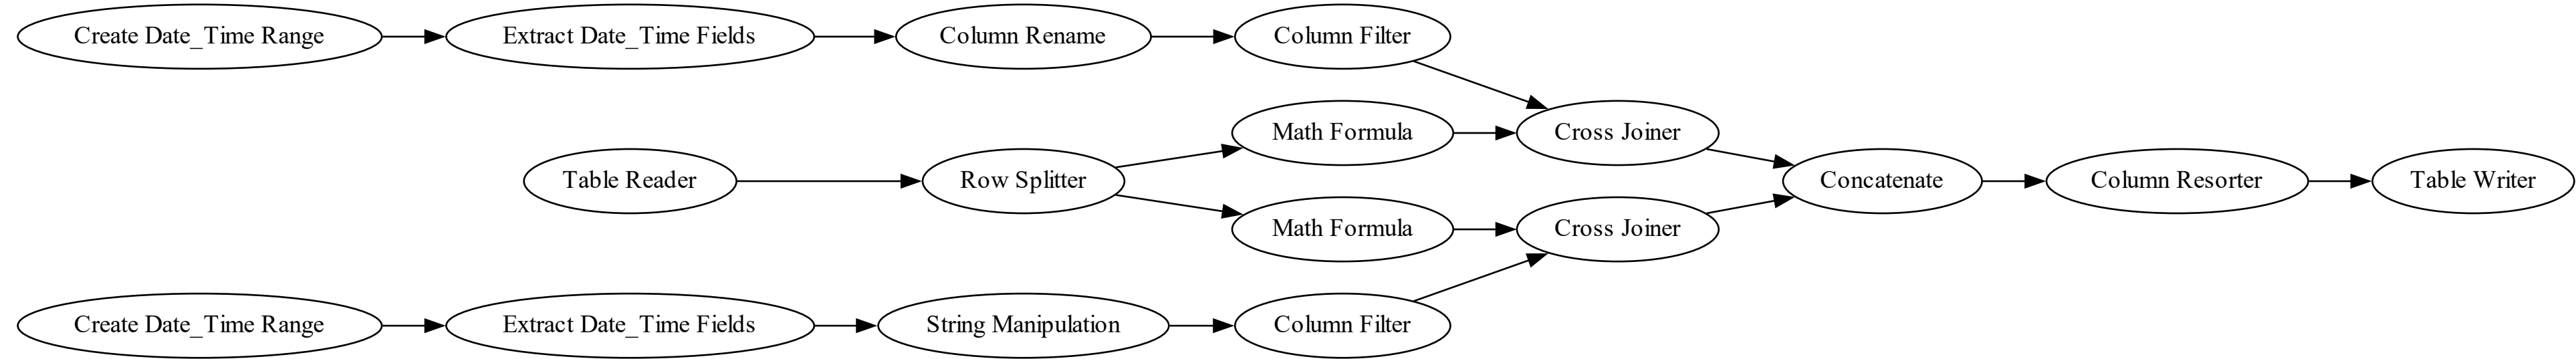 Create Date_Time Range
Extract Date_Time Fields
Column Rename
Column Filter
Math Formula
Cross Joiner
Table Reader
Row Splitter
Concatenate
Column Resorter
Table Writer
Math Formula
Cross Joiner
Create Date_Time Range
Extract Date_Time Fields
String Manipulation
Column Filter